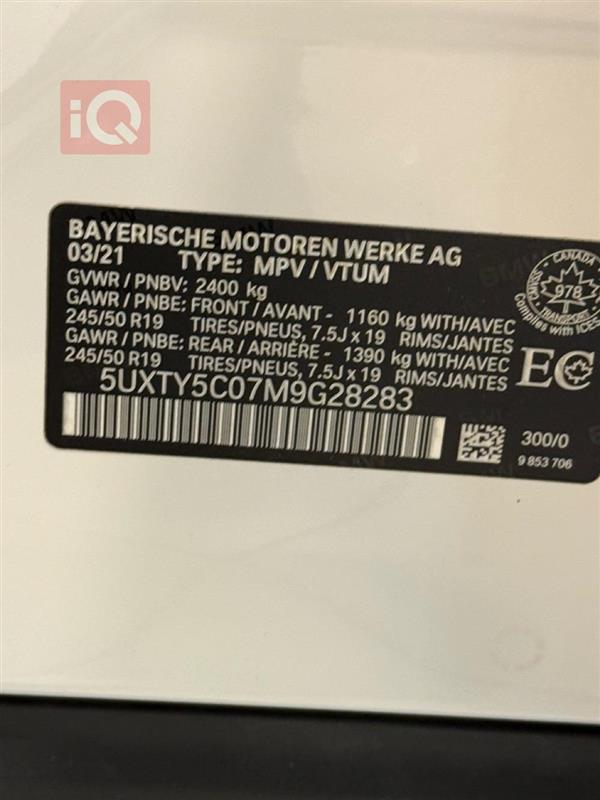 iQ
BAYERISCHE MOTOREN WERKE AG
03/21 TYPE: MPV / VTUM
GVWR / PNBV: 2400 kg
GAWR / PNBE: FRONT / AVANT - 1160 kg WITH/AVEC
245/50 R19 TIRES/PNEUS, 7.5J x 19 RIMS/JANTES
GAWR / PNBE: REAR / ARRIÈRE - 1390 kg WITH/AVEC
245/50 R19 TIRES/PNEUS, 7.5J x 19 RIMS/JANTES
5UXTY5C07M9G28283
CANADA
978
TRANSPORT
EC
300/0
9 853 706